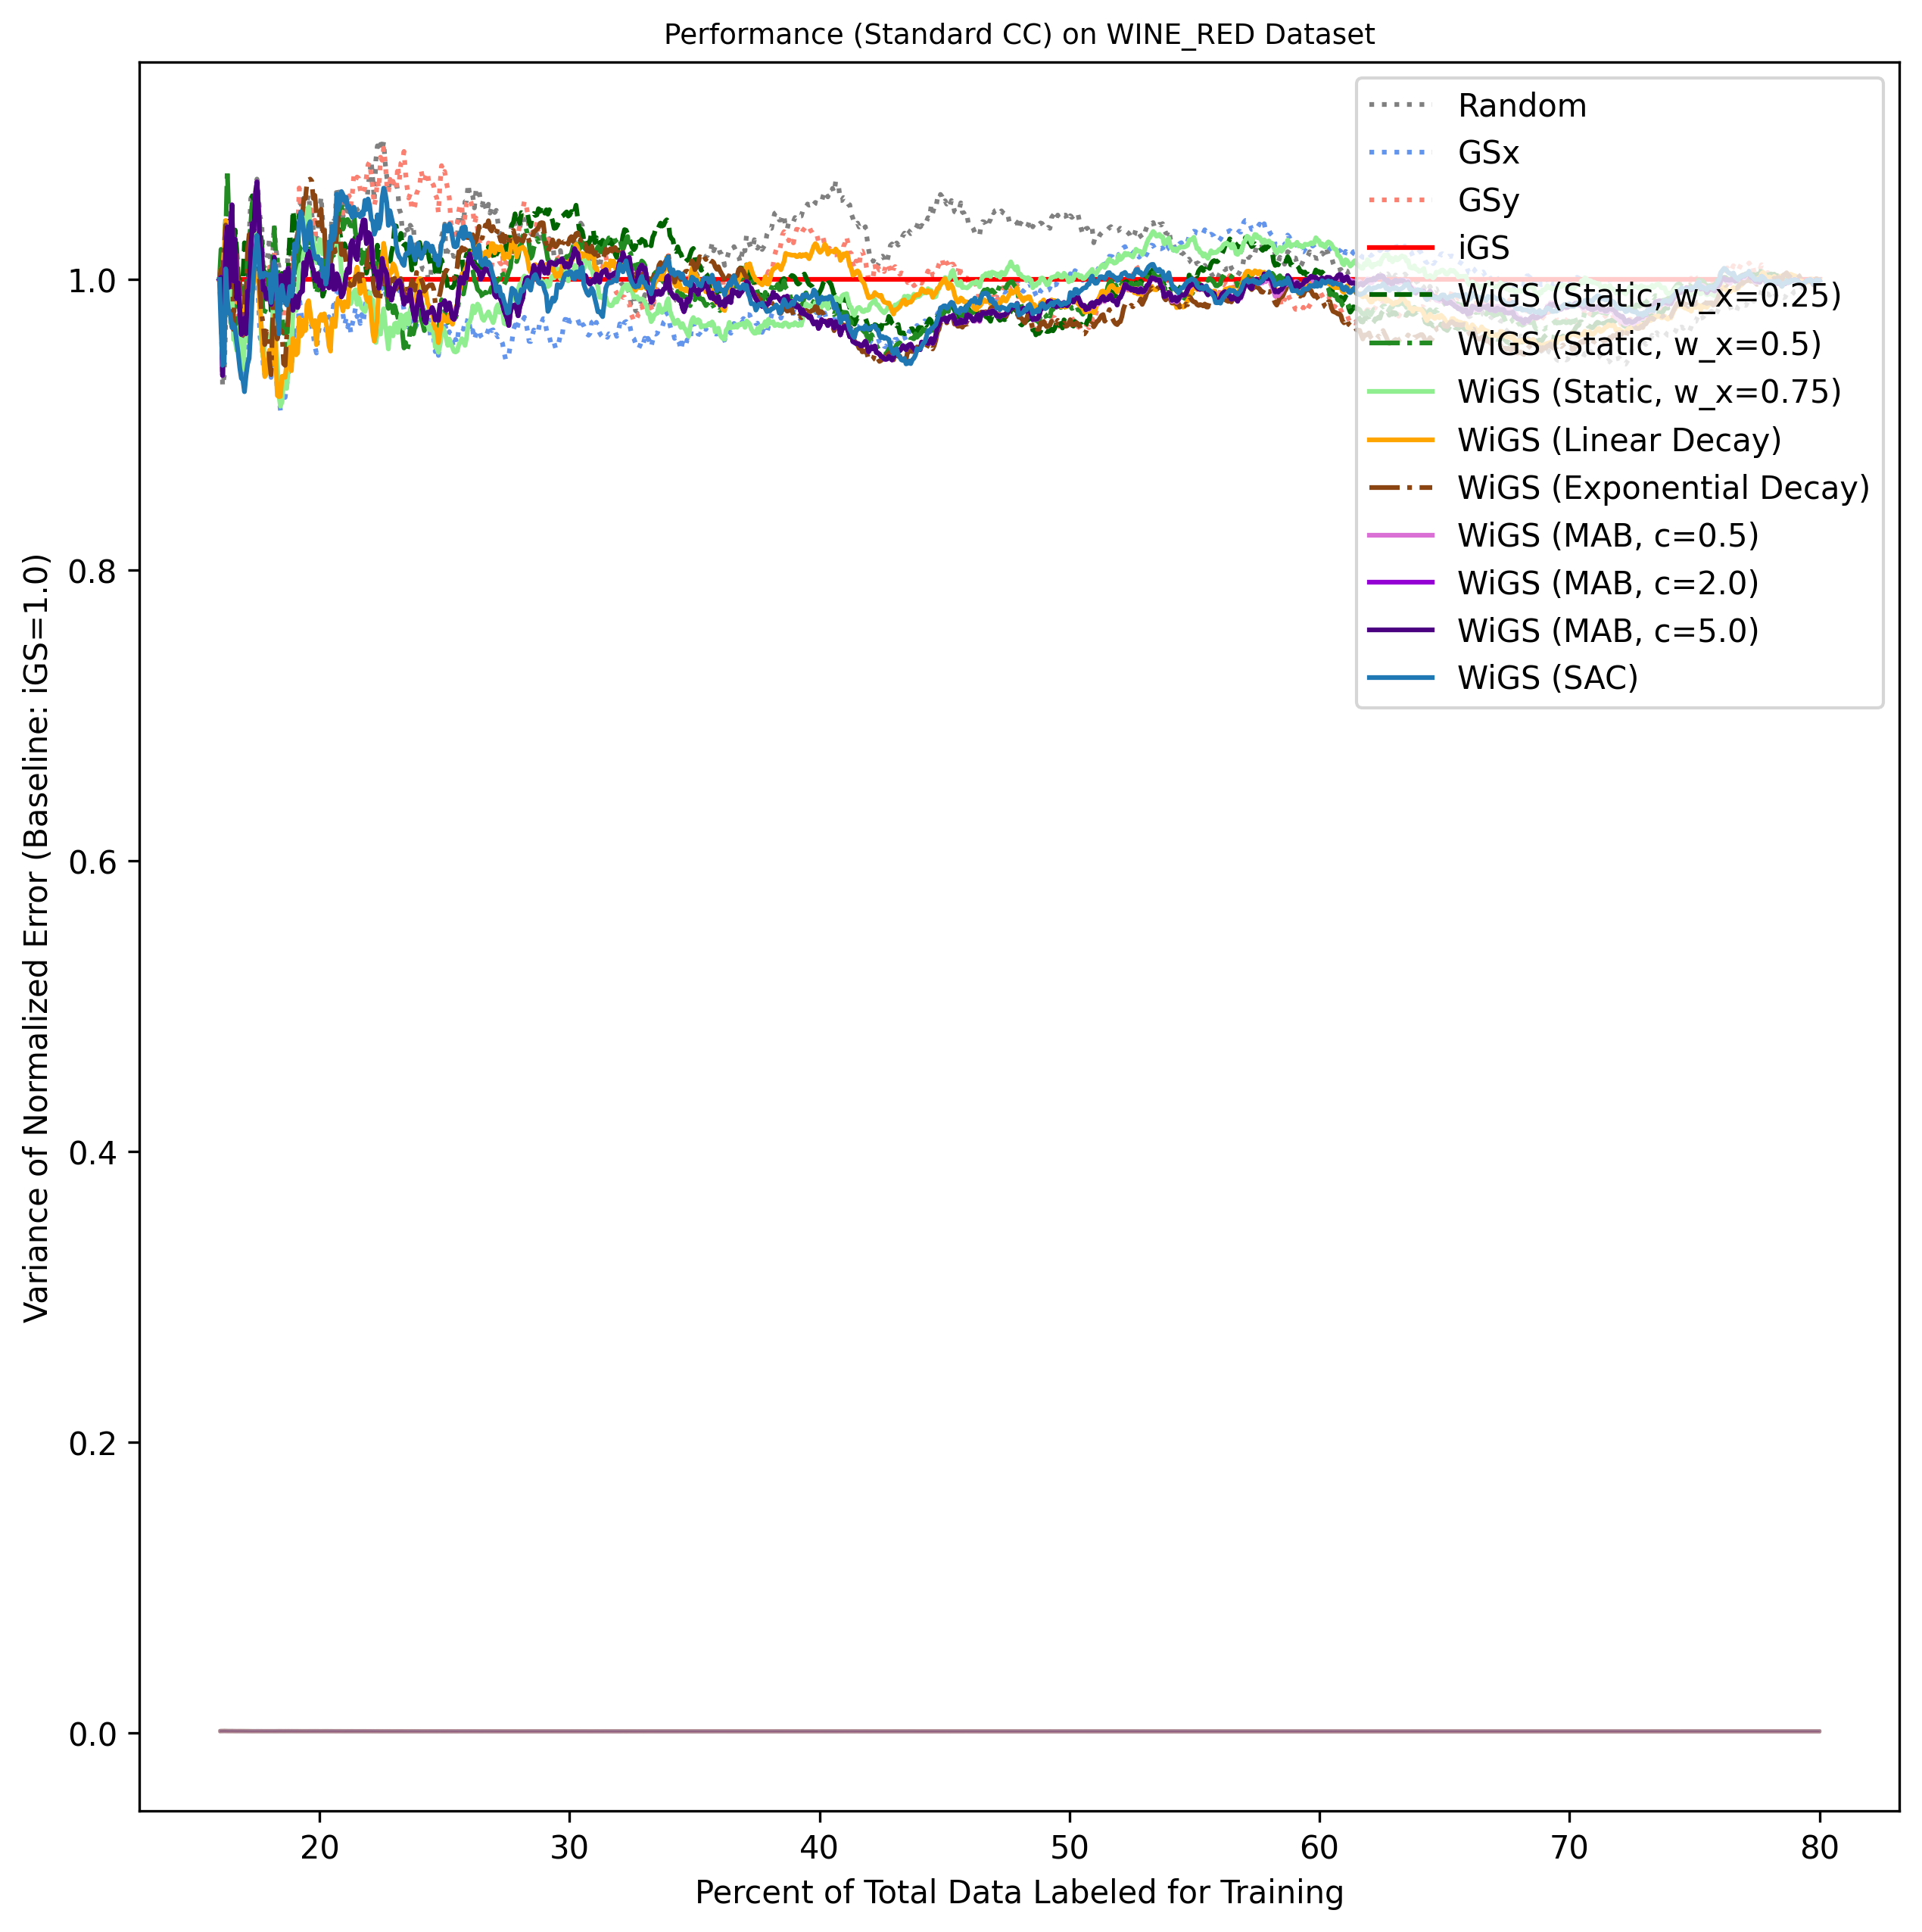 Performance (Standard CC) on WINE_RED Dataset
Variance of Normalized Error (Baseline: iGS=1.0)
1.0
0.8
0.6
0.4
0.2
0.0
Random
GSx
GSy
iGS
WiGS (Static, w_x=0.25)
WiGS (Static, w_x=0.5)
WiGS (Static, w_x=0.75)
WiGS (Linear Decay)
WiGS (Exponential Decay)
WiGS (MAB, c=0.5)
WiGS (MAB, c=2.0)
WiGS (MAB, c=5.0)
WiGS (SAC)
20 30 40 50 60 70 80
Percent of Total Data Labeled for Training